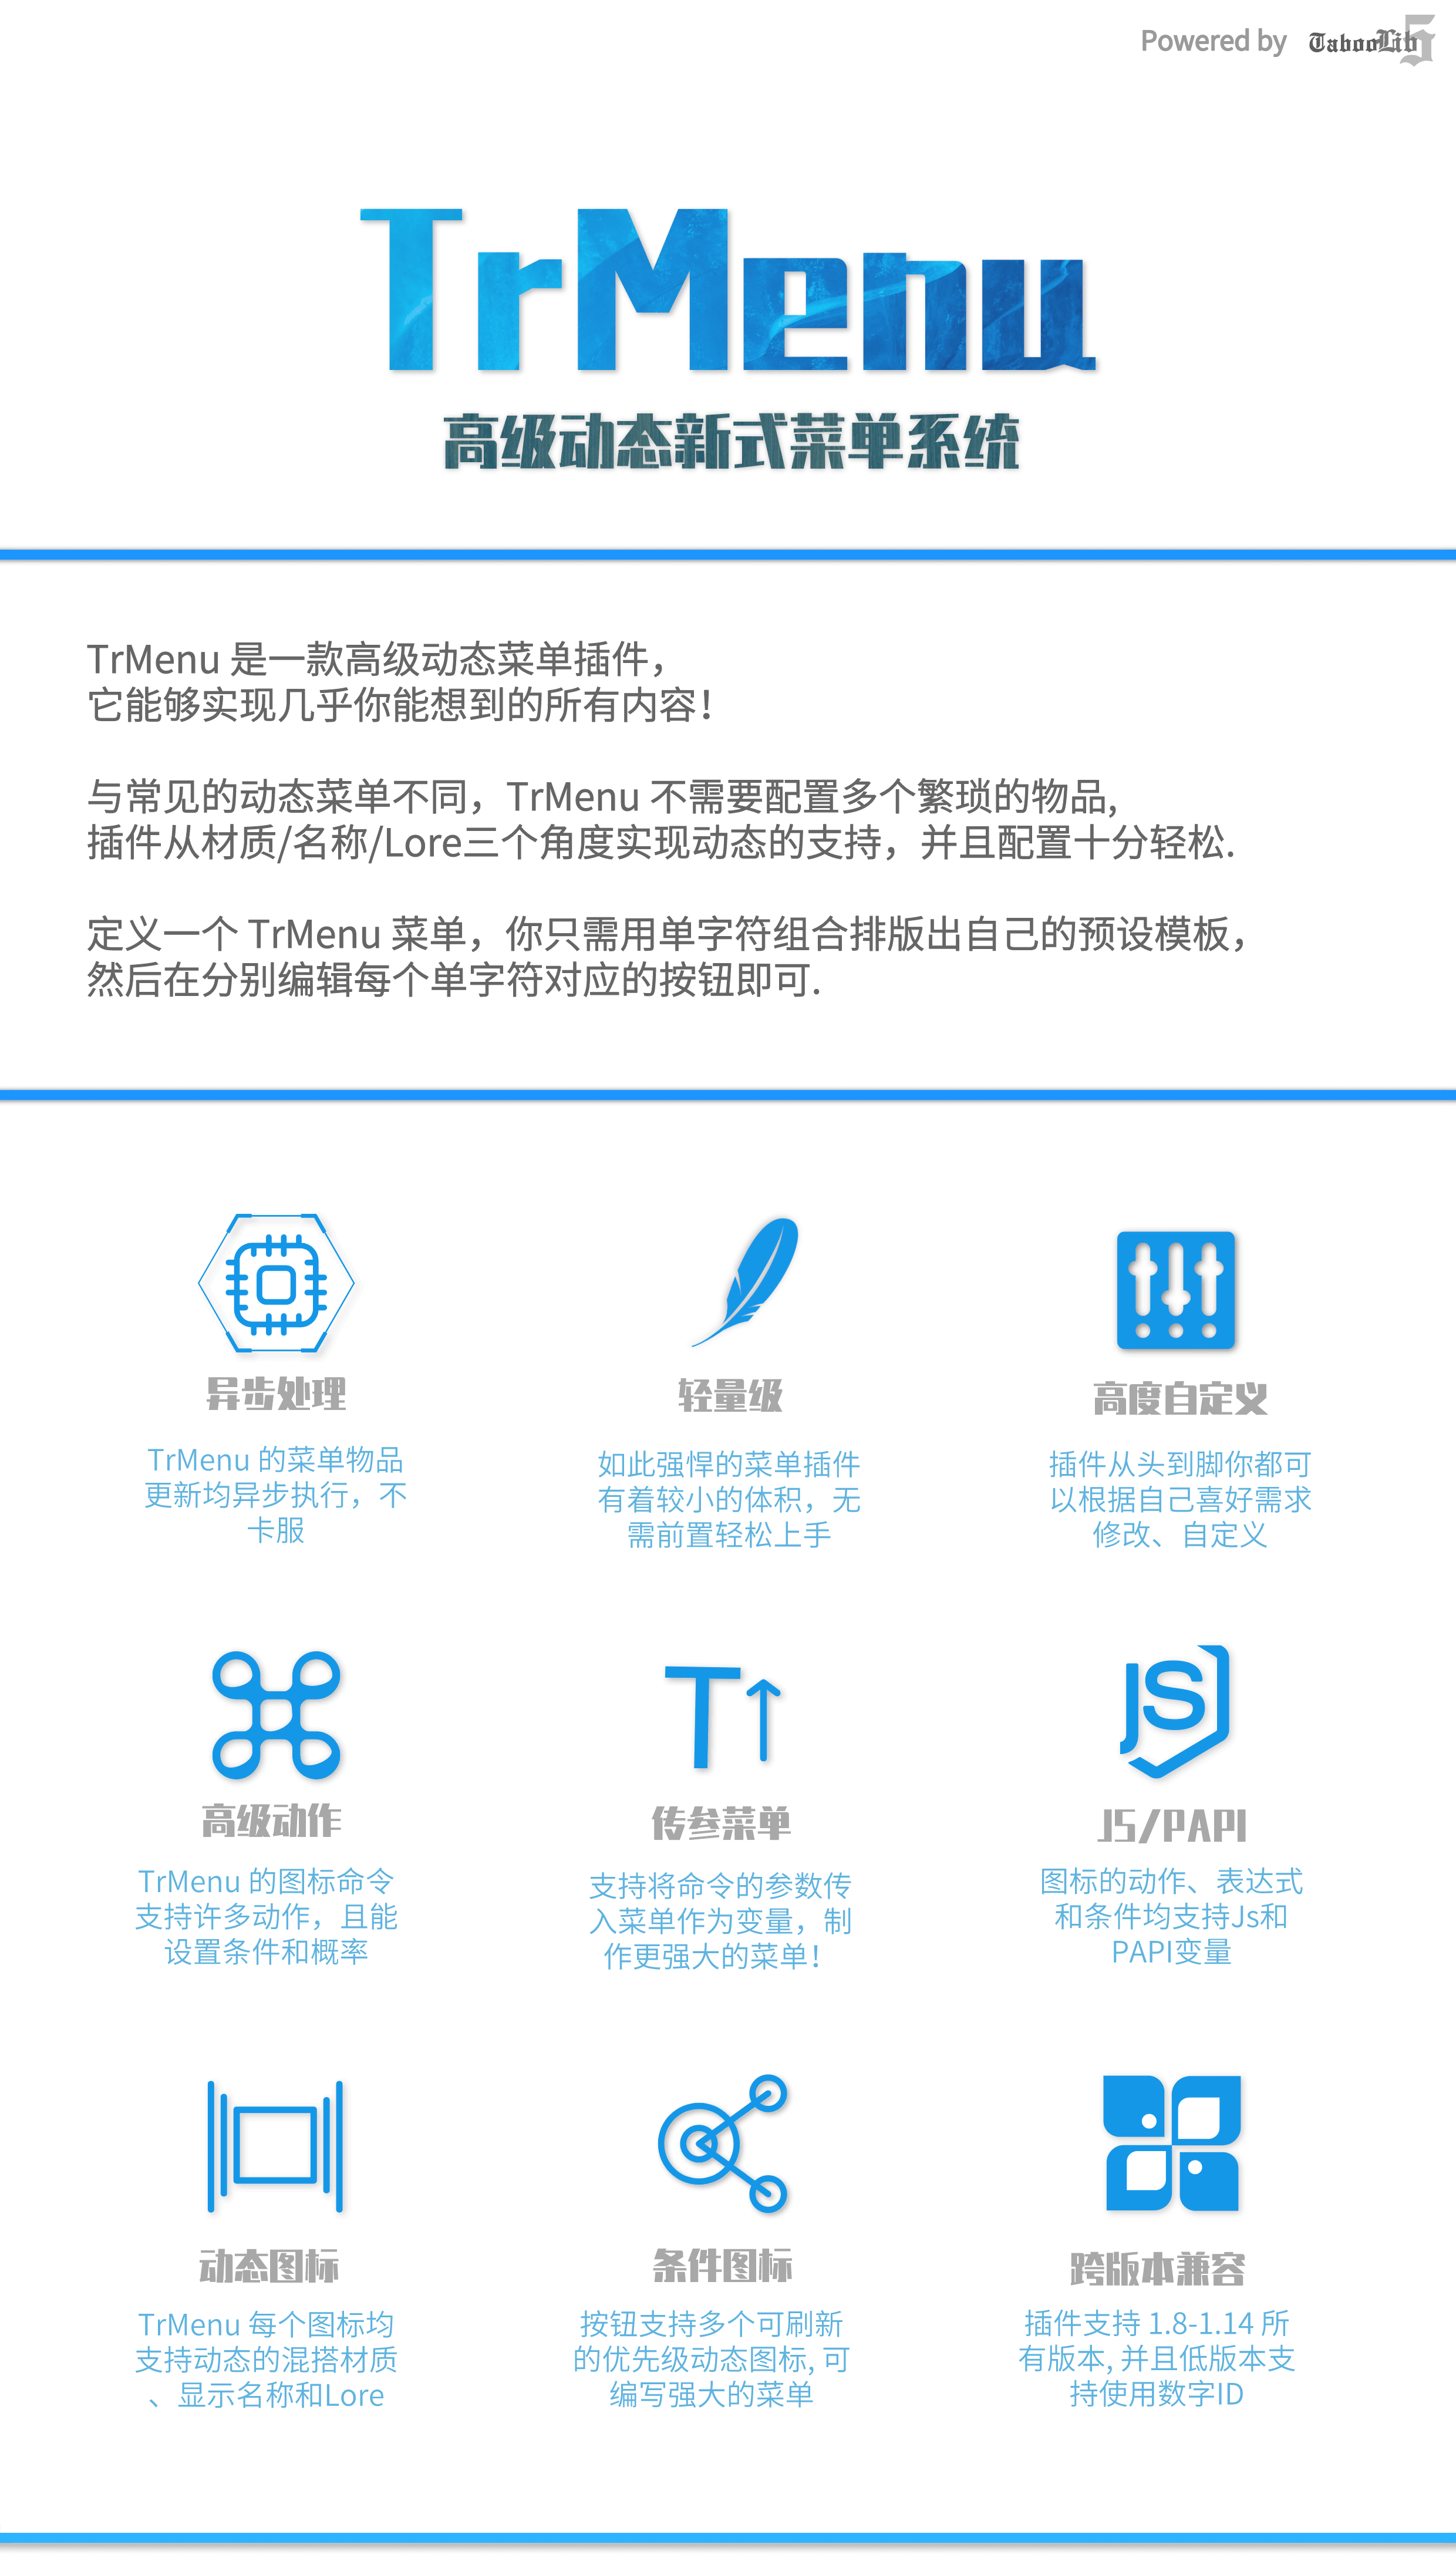 Powered by TabooLib 5
TrMenu
高级动态新式菜单系统
TrMenu 是一款高级动态菜单插件，
它能够实现几乎你能想到的所有内容！
与常见的动态菜单不同，TrMenu 不需要配置多个繁琐的物品,
插件从材质/名称/Lore三个角度实现动态的支持，并且配置十分轻松.
定义一个 TrMenu 菜单，你只需用单字符组合排版出自己的预设模板，
然后在分别编辑每个单字符对应的按钮即可.
异步处理
TrMenu 的菜单物品
更新均异步执行，不
卡服
轻量级
如此强悍的菜单插件
有着较小的体积，无
需前置轻松上手
高度自定义
插件从头到脚你都可
以根据自己喜好需求
修改、自定义
高级动作
TrMenu 的图标命令
支持许多动作，且能
设置条件和概率
T
传参菜单
支持将命令的参数传
入菜单作为变量，制
作更强大的菜单！
JS
JS/PAPI
图标的动作、表达式
和条件均支持Js和
PAPI变量
动态图标
TrMenu 每个图标均
支持动态的混搭材质
、显示名称和Lore
条件图标
按钮支持多个可刷新
的优先级动态图标, 可
编写强大的菜单
跨版本兼容
插件支持 1.8-1.14 所
有版本, 并且低版本支
持使用数字ID